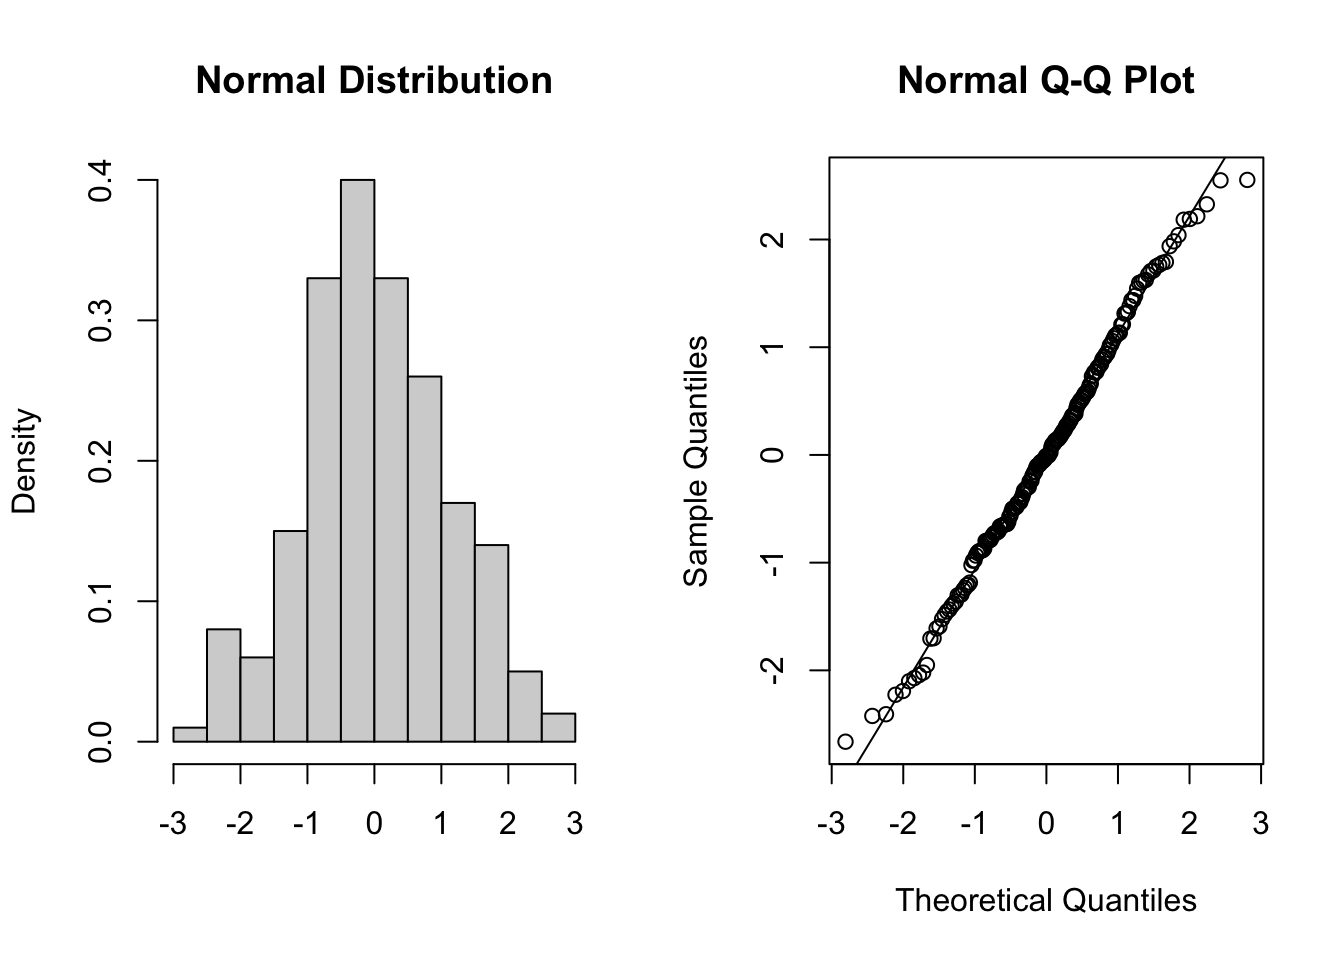 Normal Distribution
Density
0.4
0.3
0.2
0.1
0.0
-3 -2 -1 0 1 2 3
Normal Q-Q Plot
Sample Quantiles
2
1
0
-1
-2
-3 -2 -1 0 1 2 3
Theoretical Quantiles